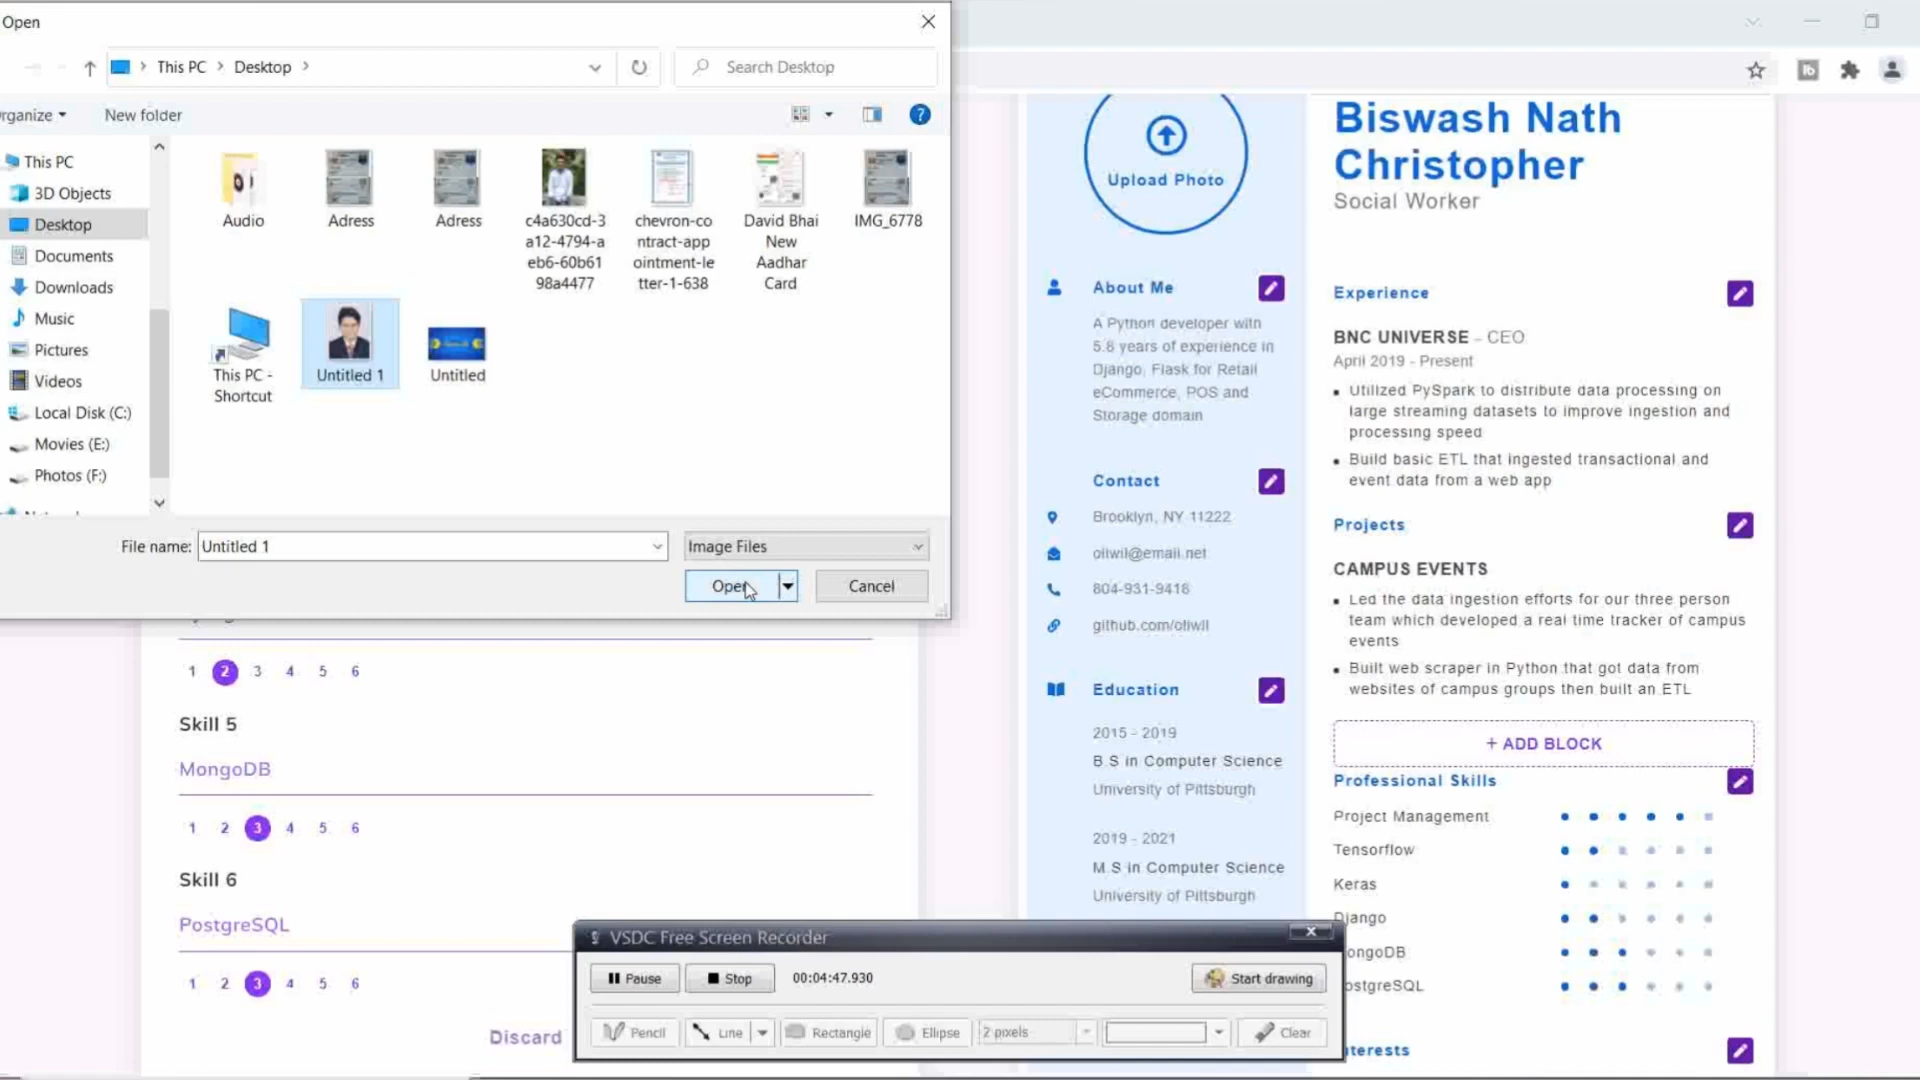 Open
This PC > Desktop >
Search Desktop
rganize
New folder
This PC
3D Objects
Desktop
Documents
Downloads
Music
Pictures
Videos
Local Disk (C:)
Movies (E:)
Photos (F:)
Audio
Adress
Adress
c4a630cd-3
a12-4794-a
eb6-60b61
98a4477
chevron-co
ntract-app
ointment-le
tter-1-638
David Bhai
New
Aadhar
Card
IMG_6778
This PC -
Shortcut
Untitled 1
Untitled
File name: Untitled 1
Image Files
Open
Cancel
1 2 3 4 5 6
Skill 5
MongoDB
1 2 3 4 5 6
Skill 6
PostgreSQL
1 2 3 4 5 6
Discard
Upload Photo
About Me
A Python developer with
5.8 years of experience in
Django, Flask for Retail
eCommerce, POS and
Storage domain
Contact
Brooklyn, NY 11222
oliwil@email.net
804-931-9418
github.com/oliwil
Education
2015 - 2019
B.S in Computer Science
University of Pittsburgh
2019 - 2021
M.S in Computer Science
University of Pittsburgh
Biswash Nath
Christopher
Social Worker
Experience
BNC UNIVERSE - CEO
April 2019 - Present
Utilized PySpark to distribute data processing on
large streaming datasets to improve ingestion and
processing speed
Build basic ETL that ingested transactional and
event data from a web app
Projects
CAMPUS EVENTS
Led the data ingestion efforts for our three person
team which developed a real time tracker of campus
events
Built web scraper in Python that got data from
websites of campus groups then built an ETL
+ ADD BLOCK
Professional Skills
Project Management
Tensorflow
Keras
Django
ongoDB
ostgreSQL
terests
VSDC Free Screen Recorder
Pause
Stop
00:04:47.930
Start drawing
Pencil
Line
Rectangle
Ellipse
2 pixels
Clear